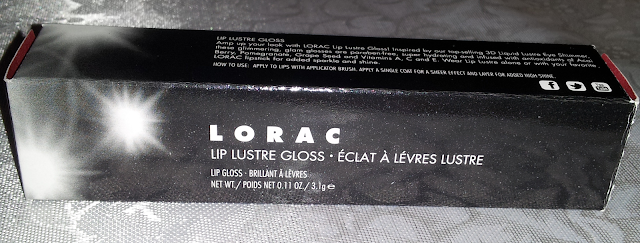 LIP LUSTRE GLOSS
Amp up your look with LORAC Lip Lustre Gloss! Inspired by our top-selling 3D Liquid Lustre Eye Shimmer,
these glimmering, glam glosses are paraben-free, super hydrating and infused with antioxidants of Acai
Berry, Pomegranate, Grape Seed and Vitamins A, C and E. Wear Lip Lustre alone or with your favorite
LORAC lipstick for added sparkle and shine.
HOW TO USE: APPLY TO LIPS WITH APPLICATOR BRUSH. APPLY A SINGLE COAT FOR A SHEER EFFECT AND LAYER FOR ADDED HIGH SHINE.
LORAC
LIP LUSTRE GLOSS · ÉCLAT À LÉVRES LUSTRE
LIP GLOSS · BRILLANT À LÉVRES
NET WT./ POIDS NET 0.11 OZ./ 3.1g ℮